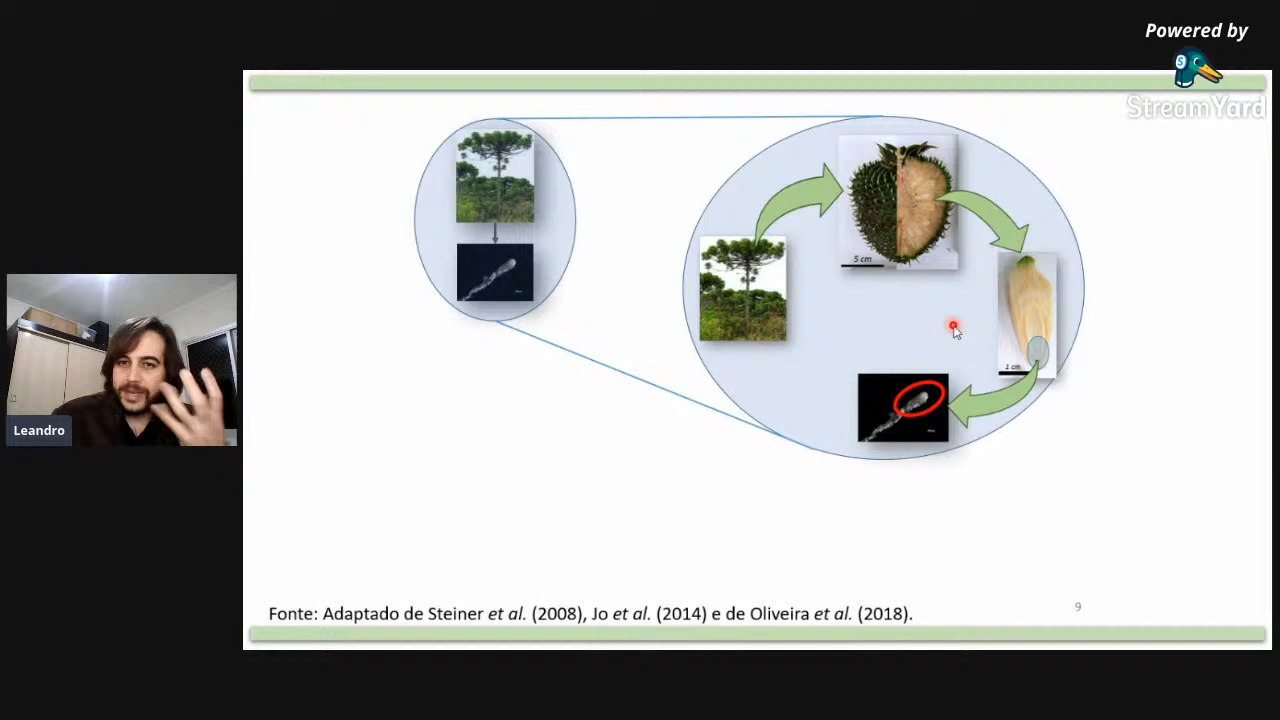 Powered by
StreamYard
5 cm
1 cm
Leandro
9
Fonte: Adaptado de Steiner et al. (2008), Jo et al. (2014) e de Oliveira et al. (2018).